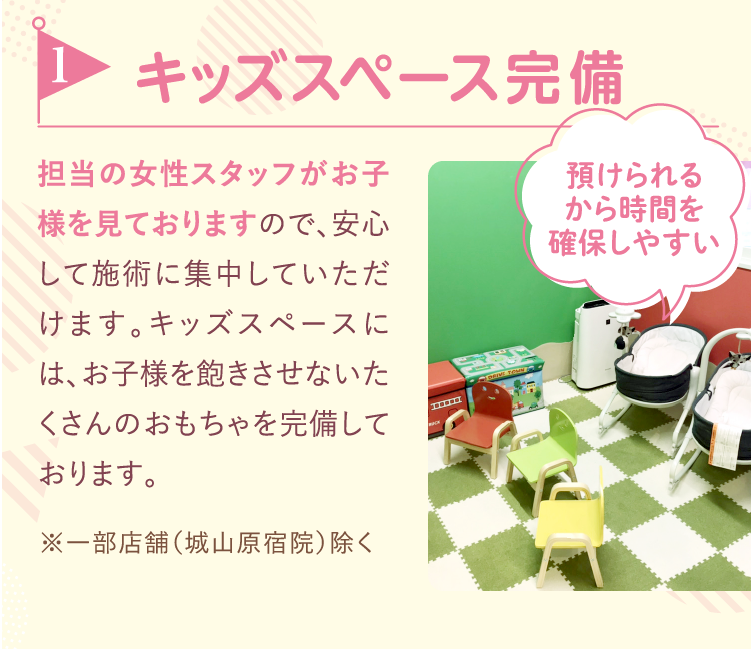 1
キッズスペース完備
担当の女性スタッフがお子
様を見ておりますので、安心
して施術に集中していただ
けます。キッズスペースに
は、お子様を飽きさせないた
くさんのおもちゃを完備して
おります。
※一部店舗（城山原宿院）除く
預けられる
から時間を
確保しやすい
DRIVE TOWN